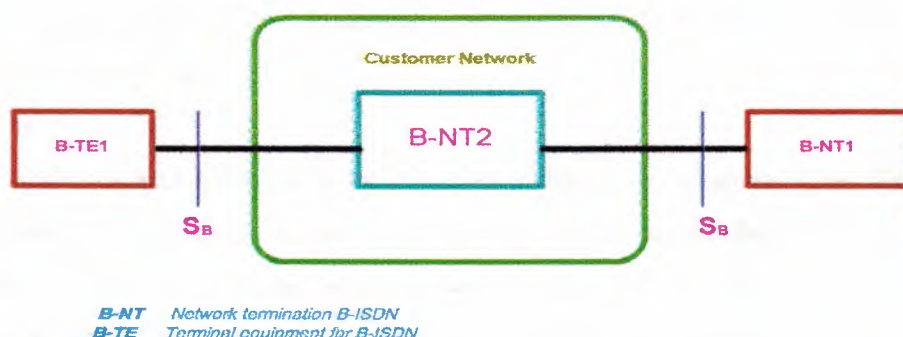 Customer Network
B-TE1
B-NT2
B-NT1
SB
SB
B-NT Network termination B-ISDN
B-TE Terminal equipment for B-ISDN